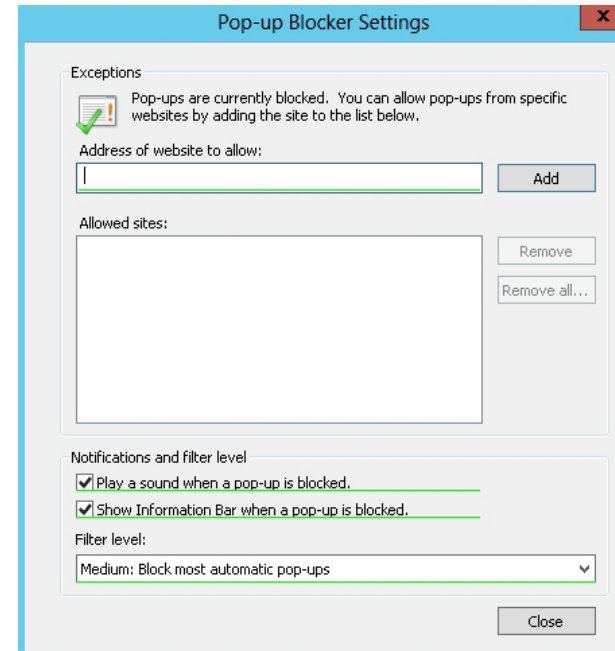 Pop-up Blocker Settings
x
Exceptions
Pop-ups are currently blocked. You can allow pop-ups from specific
websites by adding the site to the list below.
Address of website to allow:
Add
Allowed sites:
Remove
Remove all...
Notifications and filter level
Play a sound when a pop-up is blocked.
Show Information Bar when a pop-up is blocked.
Filter level:
Medium: Block most automatic pop-ups
Close